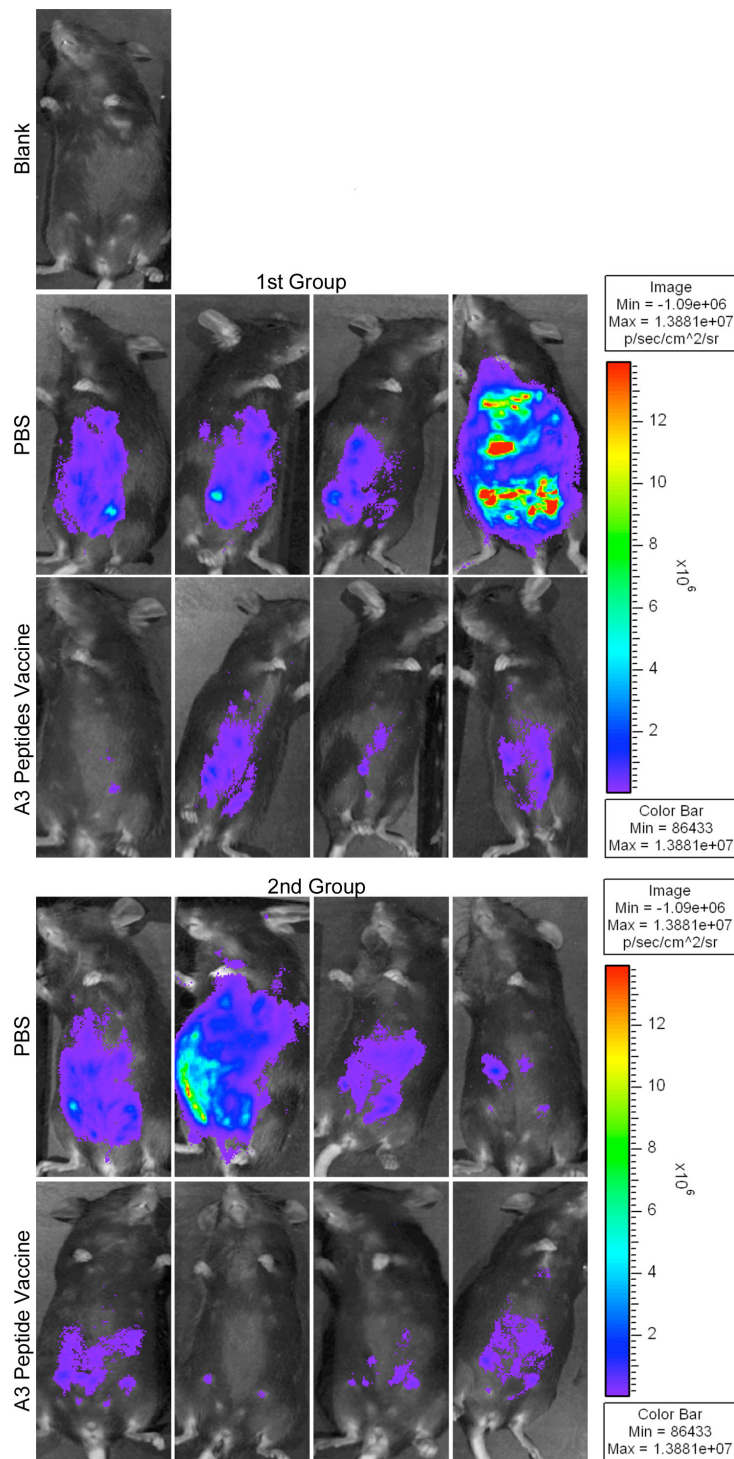 Blank
1st Group
PBS
A3 Peptides Vaccine
Image
Min = -1.09e+06
Max = 1.3881e+07
p/sec/cm^2/sr
12
10
8
6
4
2
x10^6
Color Bar
Min = 86433
Max = 1.3881e+07
2nd Group
PBS
A3 Peptide Vaccine
Image
Min = -1.09e+06
Max = 1.3881e+07
p/sec/cm^2/sr
12
10
8
6
4
2
x10^6
Color Bar
Min = 86433
Max = 1.3881e+07